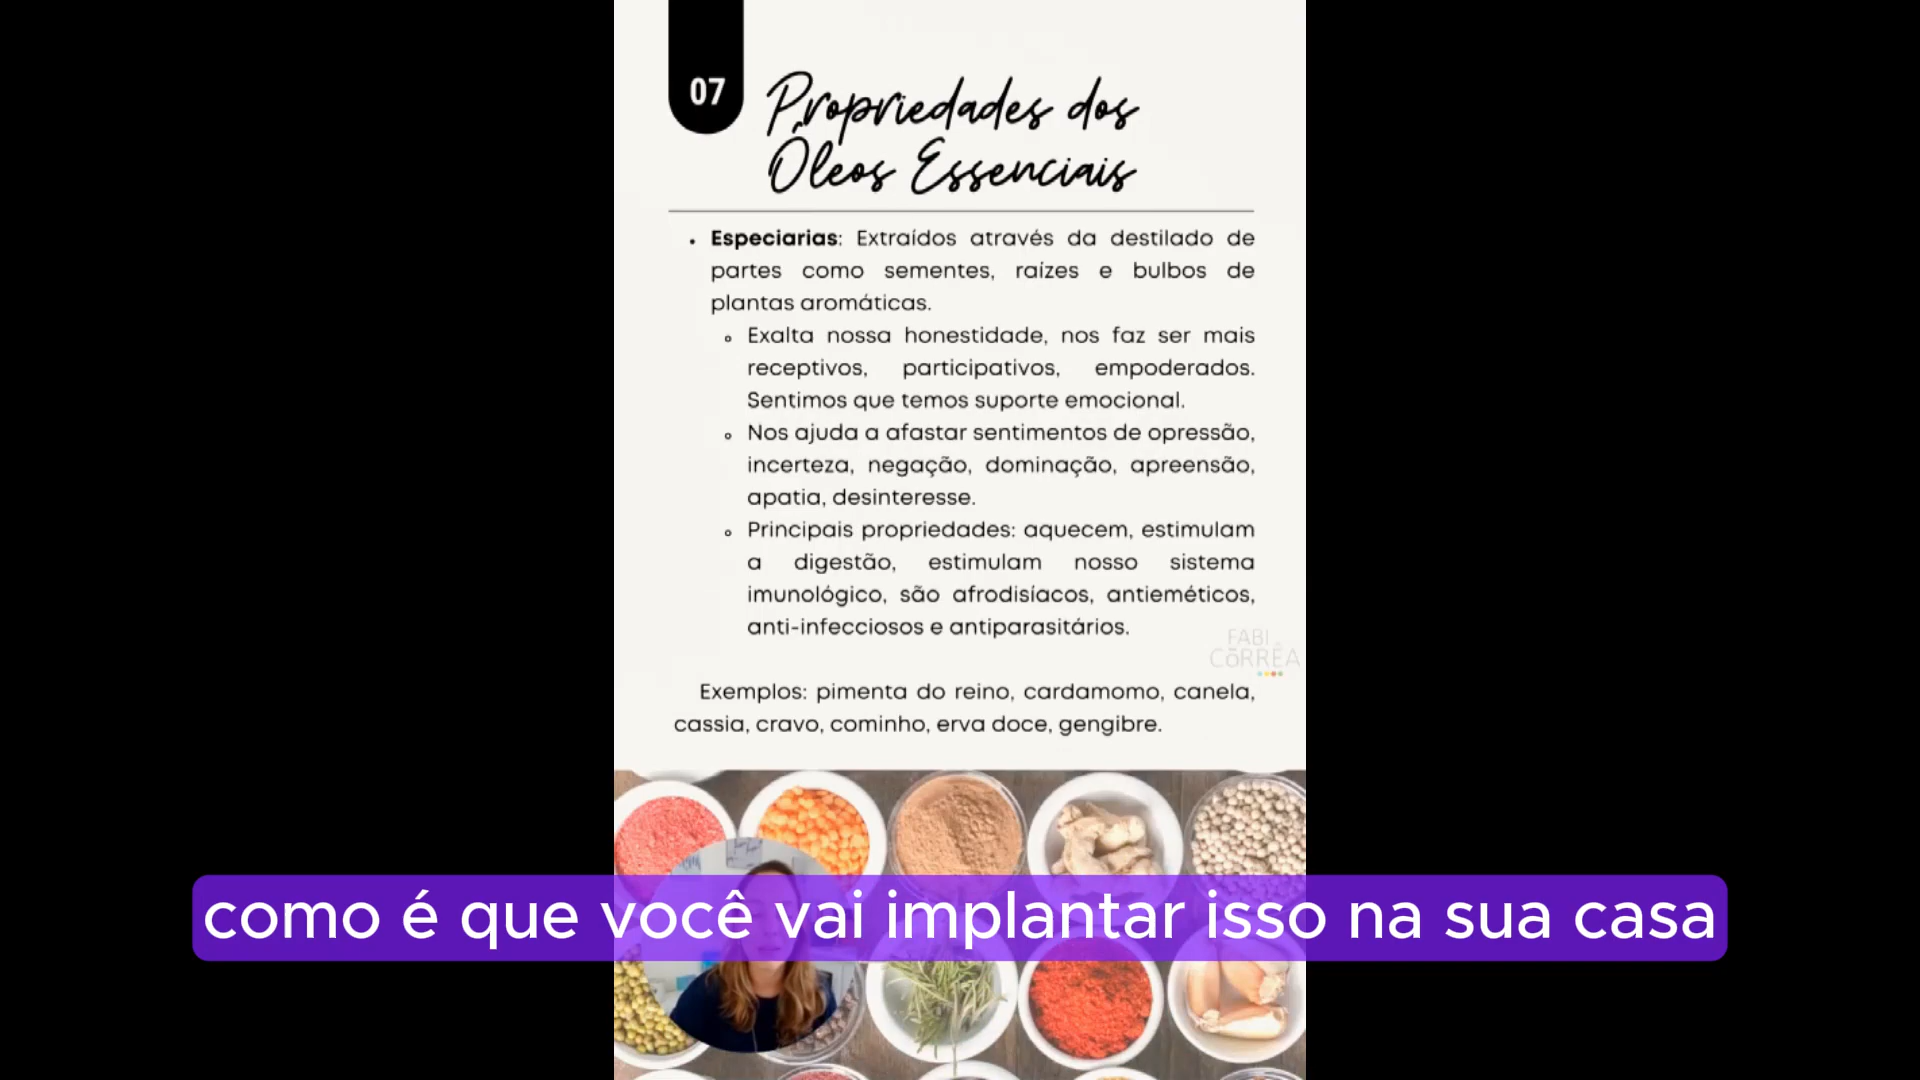 07
Propriedades dos
Óleos Essenciais
• Especiarias: Extraídos através da destilado de
partes como sementes, raízes e bulbos de
plantas aromáticas.
◦ Exalta nossa honestidade, nos faz ser mais
receptivos, participativos, empoderados.
Sentimos que temos suporte emocional.
◦ Nos ajuda a afastar sentimentos de opressão,
incerteza, negação, dominação, apreensão,
apatia, desinteresse.
◦ Principais propriedades: aquecem, estimulam
a digestão, estimulam nosso sistema
imunológico, são afrodisíacos, antieméticos,
anti-infecciosos e antiparasitários.
FABI
CORRÊA
Exemplos: pimenta do reino, cardamomo, canela,
cassia, cravo, cominho, erva doce, gengibre.
como é que você vai implantar isso na sua casa